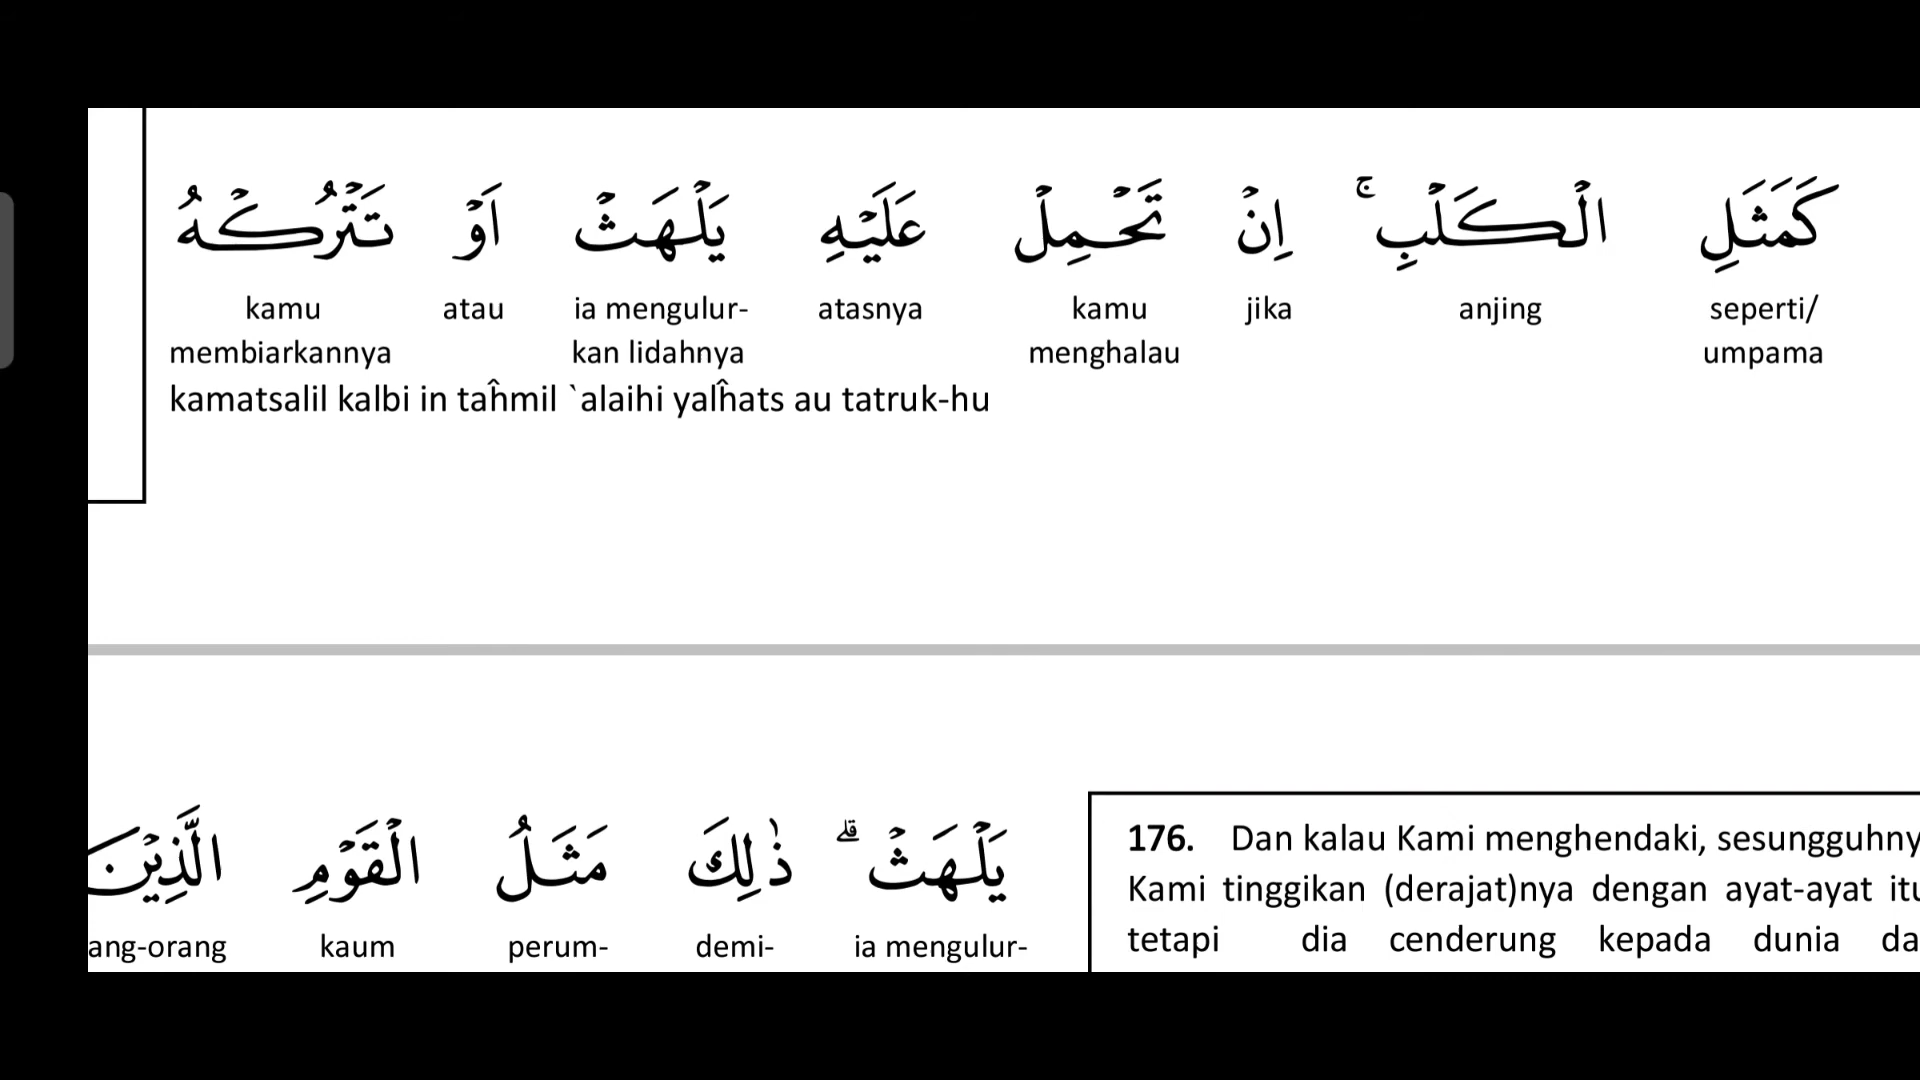 كَمَثَلِ الْكَلْبِۚ اِنْ تَحْمِلْ عَلَيْهِ يَلْهَثْ اَوْ تَتْرُكْهُ
kamu atau ia mengulur- atasnya kamu jika anjing seperti/
membiarkannya kan lidahnya menghalau umpama
kamatsalil kalbi in taĥmil `alaihi yalĥats au tatruk-hu
يَلْهَثْۗ ذٰلِكَ مَثَلُ الْقَوْمِ الَّذِيْنَ
ang-orang kaum perum- demi- ia mengulur-
176. Dan kalau Kami menghendaki, sesungguhny
Kami tinggikan (derajat)nya dengan ayat-ayat itu
tetapi dia cenderung kepada dunia da